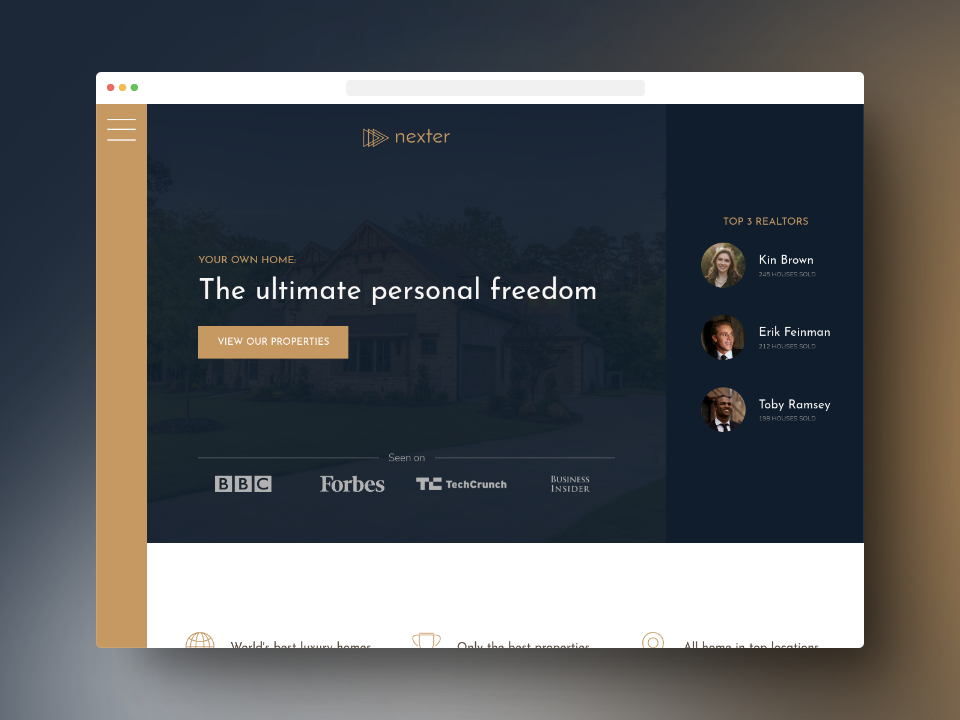 nexter
YOUR OWN HOME:
The ultimate personal freedom
VIEW OUR PROPERTIES
Seen on
BBC
Forbes
TC TechCrunch
BUSINESS
INSIDER
TOP 3 REALTORS
Kin Brown
245 HOUSES SOLD
Erik Feinman
212 HOUSES SOLD
Toby Ramsey
198 HOUSES SOLD
World's best luxury homes
Only the best properties
All home in top locations